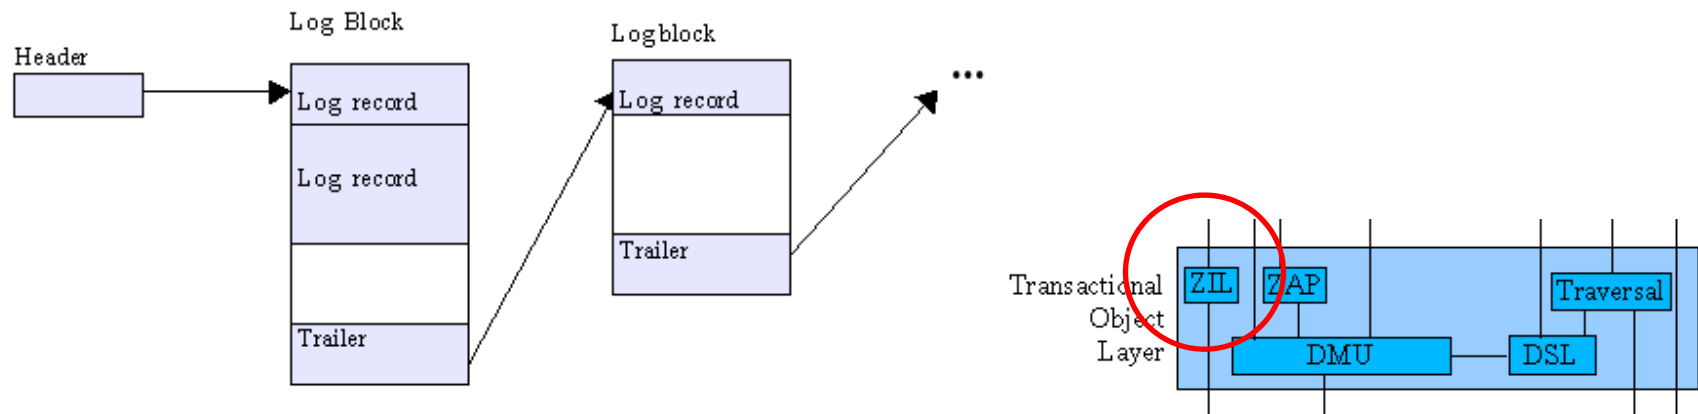 Header
Log Block
Log record
Log record
Trailer
Logblock
Log record
Trailer
...
Transactional
Object
Layer
ZIL
ZAP
Traversal
DMU
DSL